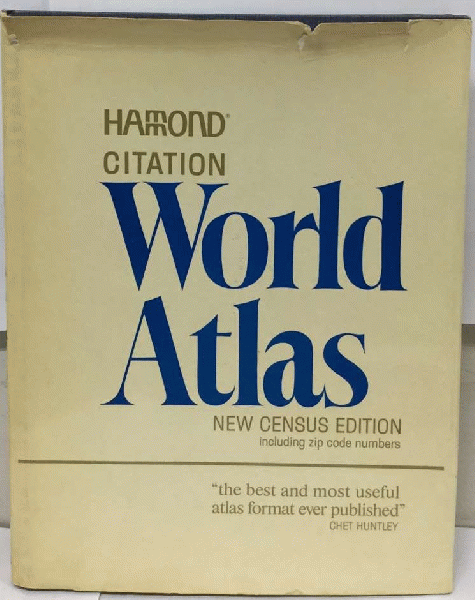 HAMMOND®
CITATION
World
Atlas
NEW CENSUS EDITION
Including zip code numbers
“the best and most useful
atlas format ever published”
CHET HUNTLEY